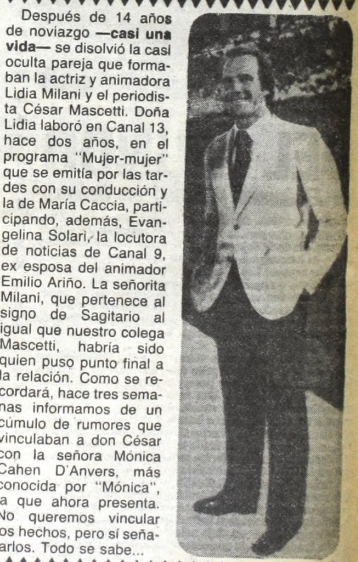 Después de 14 años
de noviazgo —casi una
vida— se disolvió la casi
oculta pareja que forma-
ban la actriz y animadora
Lidia Milani y el periodis-
ta César Mascetti. Doña
Lidia laboró en Canal 13,
hace dos años, en el
programa "Mujer-mujer"
que se emitía por las tar-
des con su conducción y
la de María Caccia, parti-
cipando, además, Evan-
gelina Solari, la locutora
de noticias de Canal 9,
ex esposa del animador
Emilio Ariño. La señorita
Milani, que pertenece al
signo de Sagitario al
igual que nuestro colega
Mascetti, habría sido
quien puso punto final a
la relación. Como se re-
cordará, hace tres sema-
nas informamos de un
cúmulo de rumores que
vinculaban a don César
con la señora Mónica
Cahen D'Anvers, más
conocida por "Mónica",
la que ahora presenta.
No queremos vincular
los hechos, pero sí seña-
larlos. Todo se sabe...